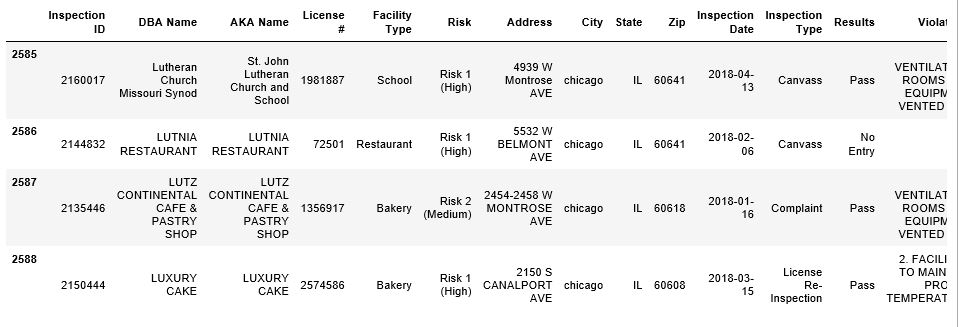 Inspection ID DBA Name AKA Name License # Facility Type Risk Address City State Zip Inspection Date Inspection Type Results Violat
2585
2160017 Lutheran Church Missouri Synod St. John Lutheran Church and School 1981887 School Risk 1 (High) 4939 W Montrose AVE chicago IL 60641 2018-04-13 Canvass Pass VENTILAT ROOMS EQUIPM VENTED
2586
2144832 LUTNIA RESTAURANT LUTNIA RESTAURANT 72501 Restaurant Risk 1 (High) 5532 W BELMONT AVE chicago IL 60641 2018-02-06 Canvass No Entry
2587
2135446 LUTZ CONTINENTAL CAFE & PASTRY SHOP LUTZ CONTINENTAL CAFE & PASTRY SHOP 1356917 Bakery Risk 2 (Medium) 2454-2458 W MONTROSE AVE chicago IL 60618 2018-01-16 Complaint Pass VENTILAT ROOMS EQUIPM VENTED
2588
2150444 LUXURY CAKE LUXURY CAKE 2574586 Bakery Risk 1 (High) 2150 S CANALPORT AVE chicago IL 60608 2018-03-15 License Re-Inspection Pass 2. FACILI TO MAIN PRO TEMPERAT